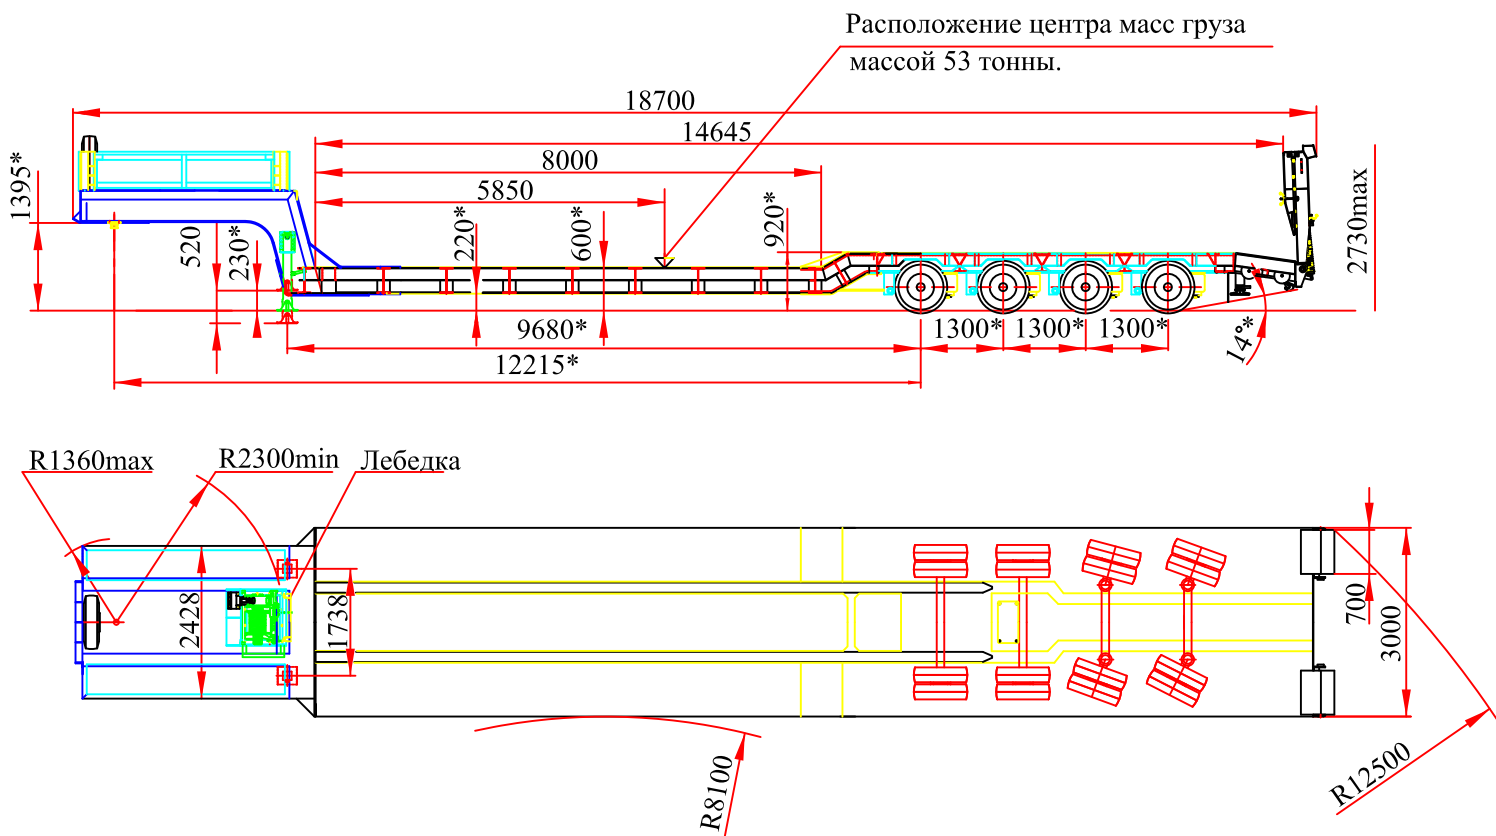 Расположение центра масс груза
массой 53 тонны.
18700
14645
8000
5850
1395*
520
230*
220*
600*
920*
2730max
9680*
1300*
1300*
1300*
14°*
12215*
R1360max
R2300min
Лебедка
2428
1738
700
3000
R8100
R12500